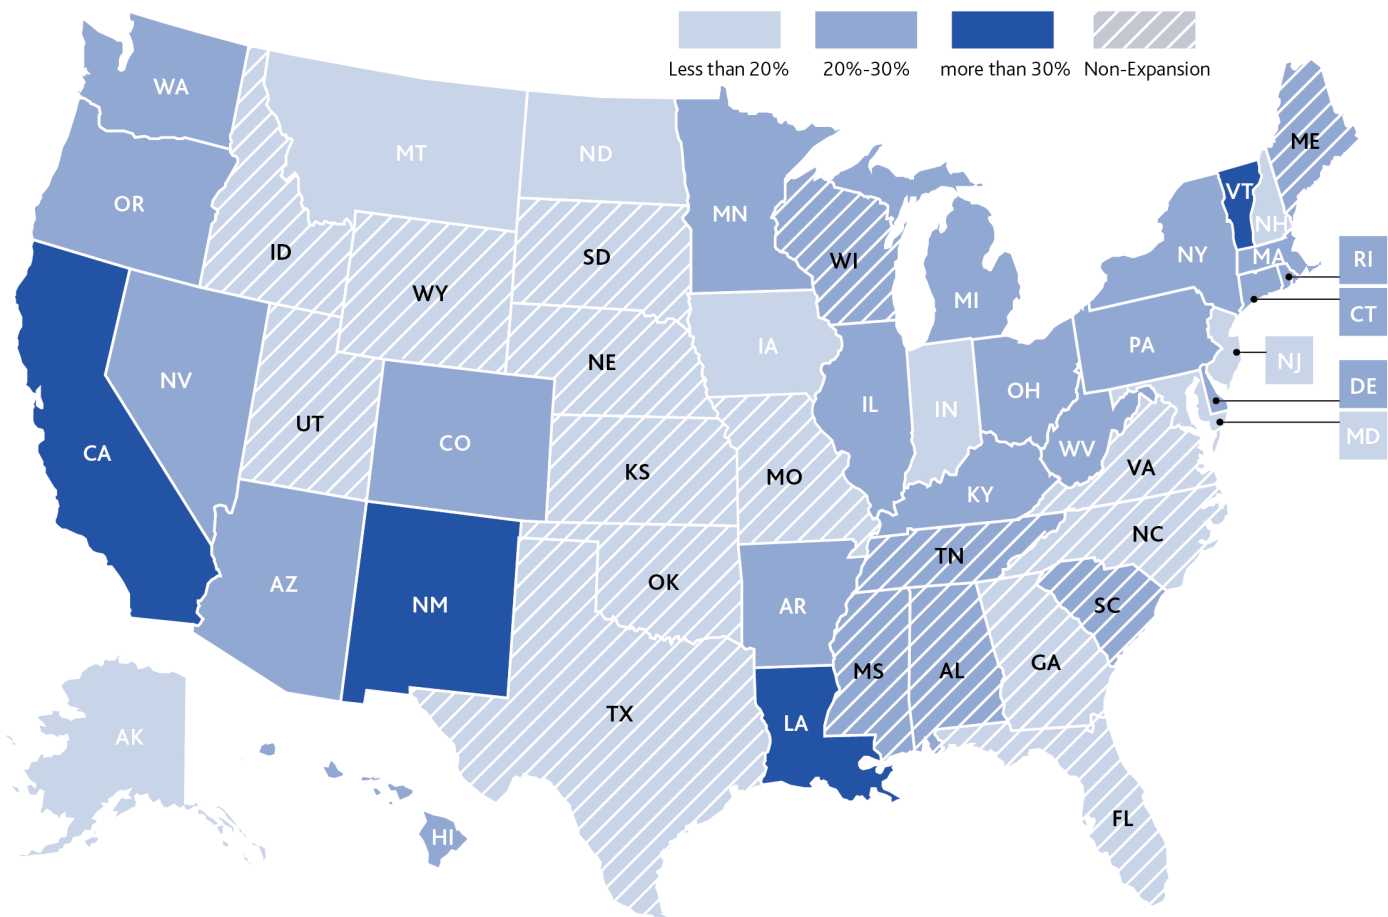 Less than 20%
20%-30%
more than 30%
Non-Expansion
WA
MT
ND
ME
OR
ID
SD
MN
WI
VT
NH
WY
NY
MA
RI
MI
CT
NE
IA
PA
NJ
NV
UT
CO
IL
IN
OH
DE
CA
KS
MO
KY
WV
VA
MD
NC
AZ
NM
OK
AR
TN
SC
TX
LA
MS
AL
GA
AK
HI
FL